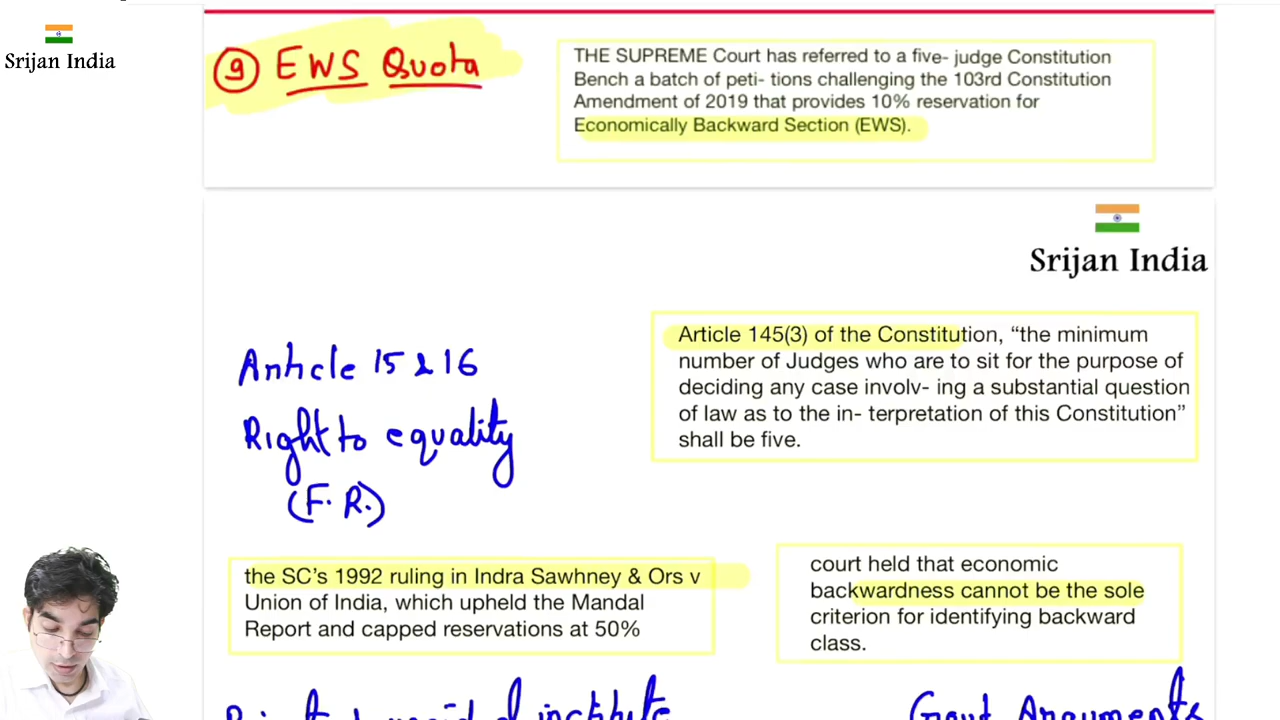 Srijan India
9 EWS Quota
THE SUPREME Court has referred to a five- judge Constitution
Bench a batch of peti- tions challenging the 103rd Constitution
Amendment of 2019 that provides 10% reservation for
Economically Backward Section (EWS).
Srijan India
Article 145(3) of the Constitution, “the minimum
number of Judges who are to sit for the purpose of
deciding any case involv- ing a substantial question
of law as to the in- terpretation of this Constitution”
shall be five.
Article 15 & 16
Right to equality
(F. R.)
the SC's 1992 ruling in Indra Sawhney & Ors v
Union of India, which upheld the Mandal
Report and capped reservations at 50%
court held that economic
backwardness cannot be the sole
criterion for identifying backward
class.
institute
Govt Arguments